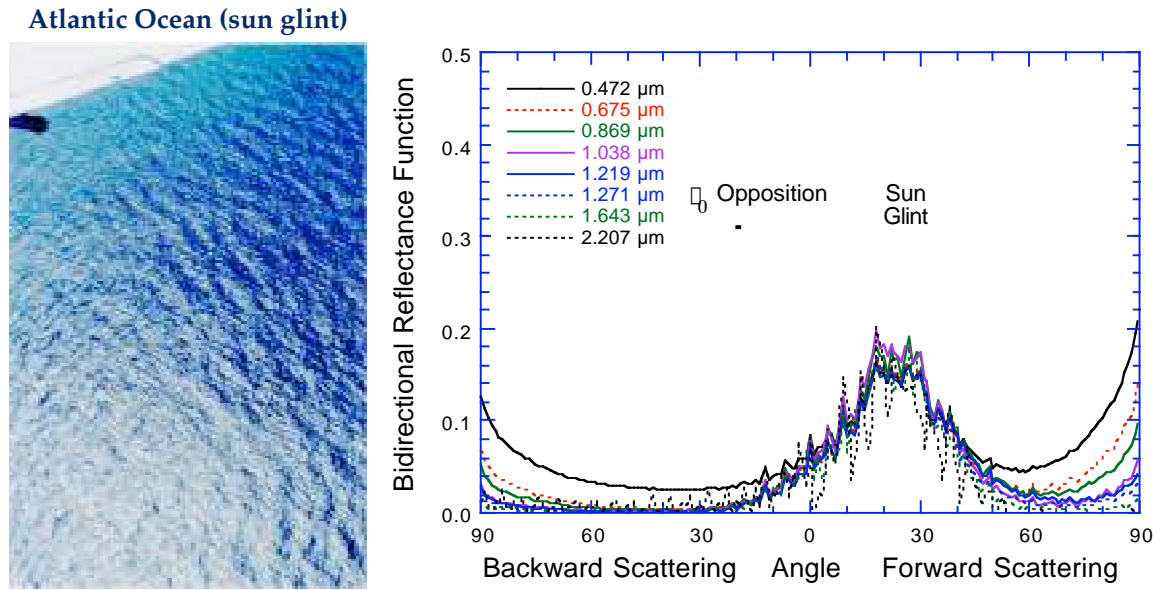 Atlantic Ocean (sun glint)
Bidirectional Reflectance Function
0.5
0.4
0.3
0.2
0.1
0.0
0.472 µm
0.675 µm
0.869 µm
1.038 µm
1.219 µm
1.271 µm
1.643 µm
2.207 µm
▯₀ Opposition
Sun
Glint
90 60 30 0 30 60 90
Backward Scattering Angle Forward Scattering